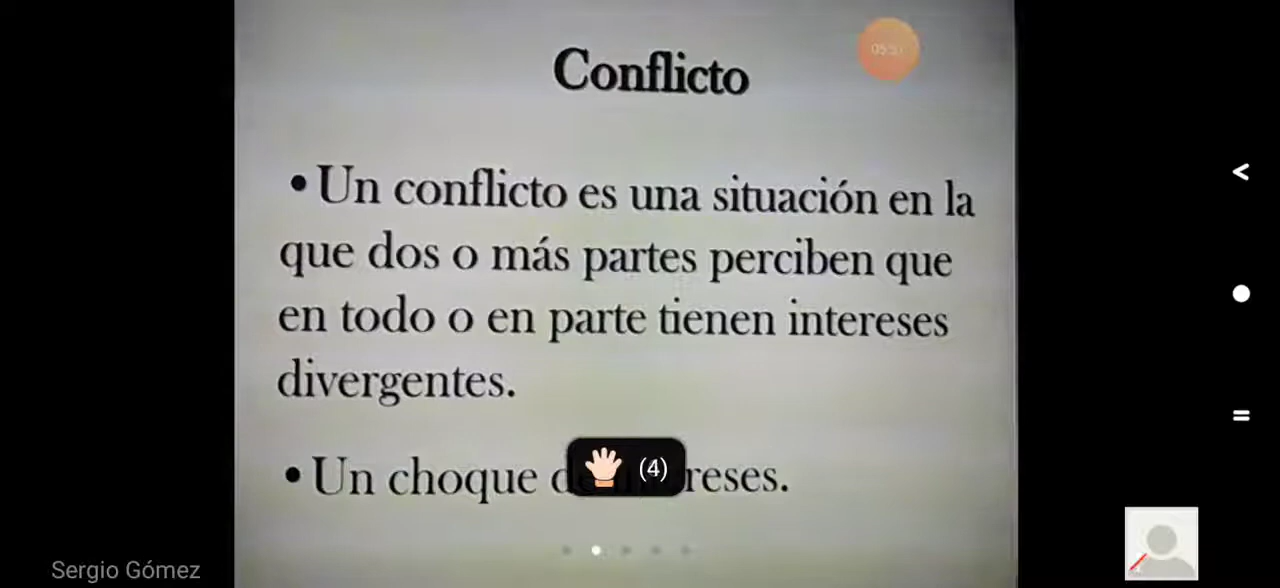 Conflicto
• Un conflicto es una situación en la
que dos o más partes perciben que
en todo o en parte tienen intereses
divergentes.
• Un choque
(4)
reses.
Sergio Gómez